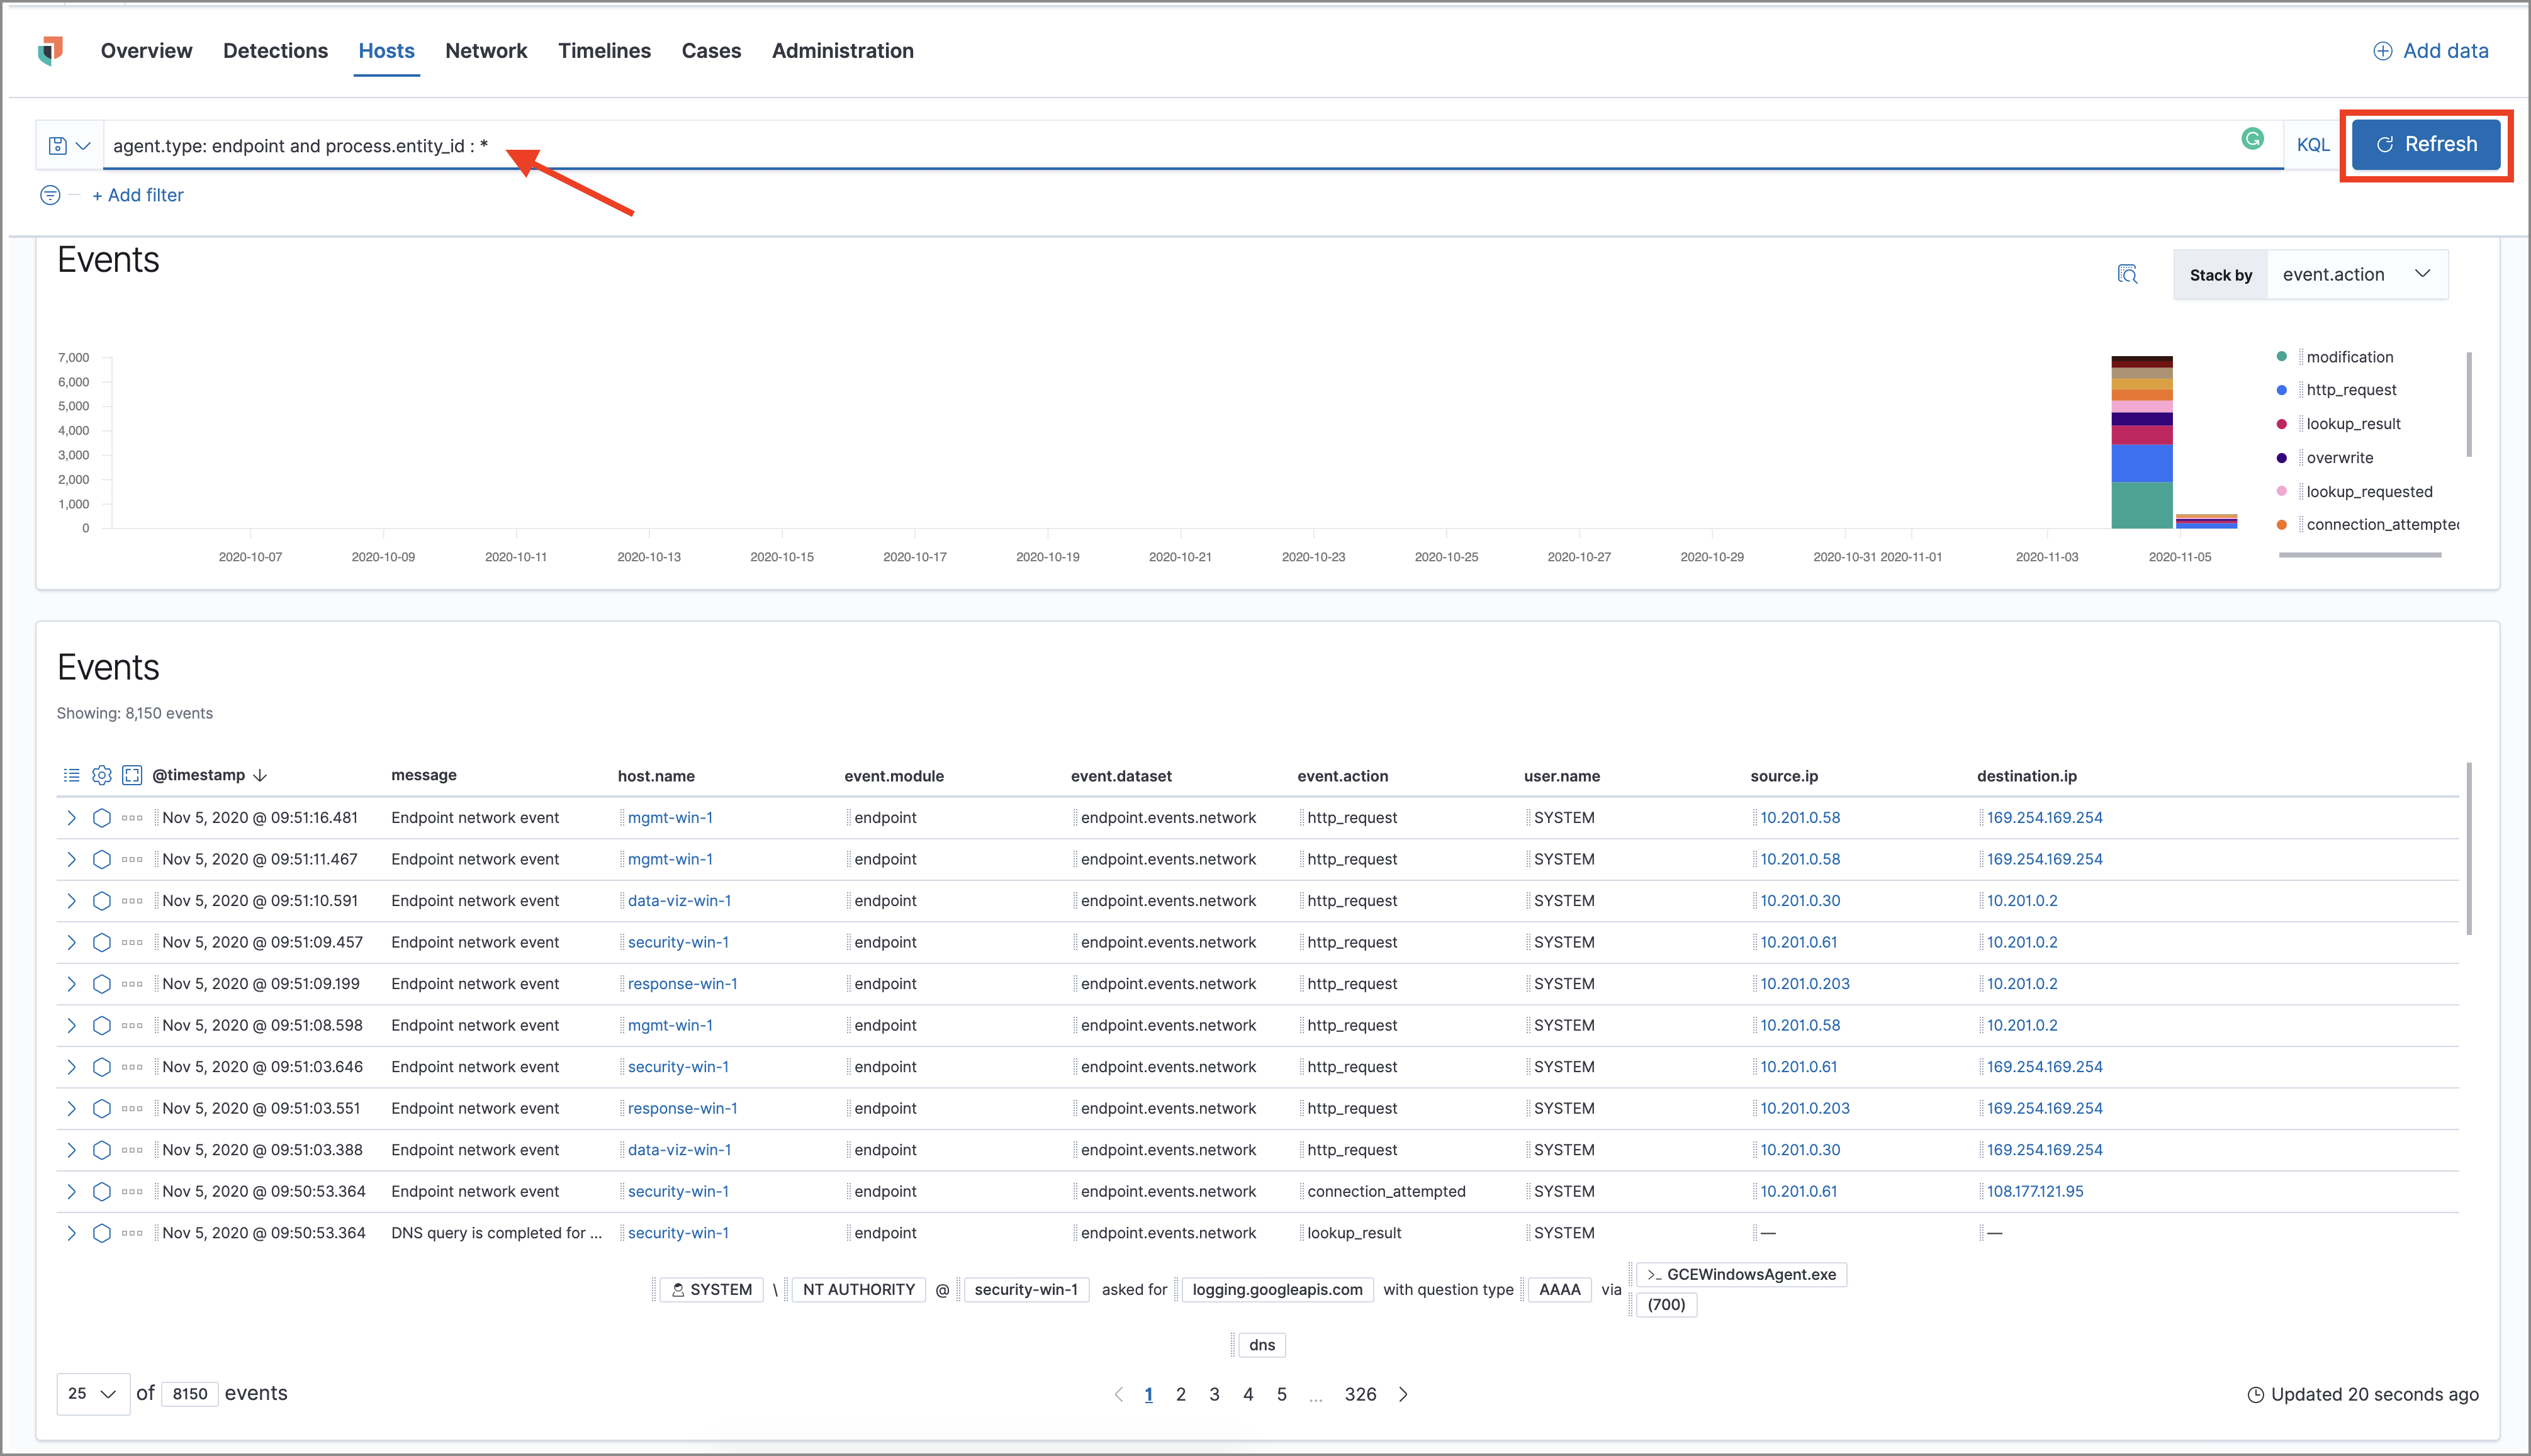 Overview Detections Hosts Network Timelines Cases Administration Add data
agent.type: endpoint and process.entity_id : * KQL Refresh
+ Add filter
Events
Stack by event.action
7,000
6,000
5,000
4,000
3,000
2,000
1,000
0
modification
http_request
lookup_result
overwrite
lookup_requested
connection_attempted
2020-10-07 2020-10-09 2020-10-11 2020-10-13 2020-10-15 2020-10-17 2020-10-19 2020-10-21 2020-10-23 2020-10-25 2020-10-27 2020-10-29 2020-10-31 2020-11-01 2020-11-03 2020-11-05
Events
Showing: 8,150 events
@timestamp message host.name event.module event.dataset event.action user.name source.ip destination.ip
Nov 5, 2020 @ 09:51:16.481 Endpoint network event mgmt-win-1 endpoint endpoint.events.network http_request SYSTEM 10.201.0.58 169.254.169.254
Nov 5, 2020 @ 09:51:11.467 Endpoint network event mgmt-win-1 endpoint endpoint.events.network http_request SYSTEM 10.201.0.58 169.254.169.254
Nov 5, 2020 @ 09:51:10.591 Endpoint network event data-viz-win-1 endpoint endpoint.events.network http_request SYSTEM 10.201.0.30 10.201.0.2
Nov 5, 2020 @ 09:51:09.457 Endpoint network event security-win-1 endpoint endpoint.events.network http_request SYSTEM 10.201.0.61 10.201.0.2
Nov 5, 2020 @ 09:51:09.199 Endpoint network event response-win-1 endpoint endpoint.events.network http_request SYSTEM 10.201.0.203 10.201.0.2
Nov 5, 2020 @ 09:51:08.598 Endpoint network event mgmt-win-1 endpoint endpoint.events.network http_request SYSTEM 10.201.0.58 10.201.0.2
Nov 5, 2020 @ 09:51:03.646 Endpoint network event security-win-1 endpoint endpoint.events.network http_request SYSTEM 10.201.0.61 169.254.169.254
Nov 5, 2020 @ 09:51:03.551 Endpoint network event response-win-1 endpoint endpoint.events.network http_request SYSTEM 10.201.0.203 169.254.169.254
Nov 5, 2020 @ 09:51:03.388 Endpoint network event data-viz-win-1 endpoint endpoint.events.network http_request SYSTEM 10.201.0.30 169.254.169.254
Nov 5, 2020 @ 09:50:53.364 Endpoint network event security-win-1 endpoint endpoint.events.network connection_attempted SYSTEM 10.201.0.61 108.177.121.95
Nov 5, 2020 @ 09:50:53.364 DNS query is completed for ... security-win-1 endpoint endpoint.events.network lookup_result SYSTEM — —
SYSTEM \ NT AUTHORITY @ security-win-1 asked for logging.googleapis.com with question type AAAA via >_ GCEWindowsAgent.exe
(700)
dns
25 of 8150 events 1 2 3 4 5 ... 326 Updated 20 seconds ago